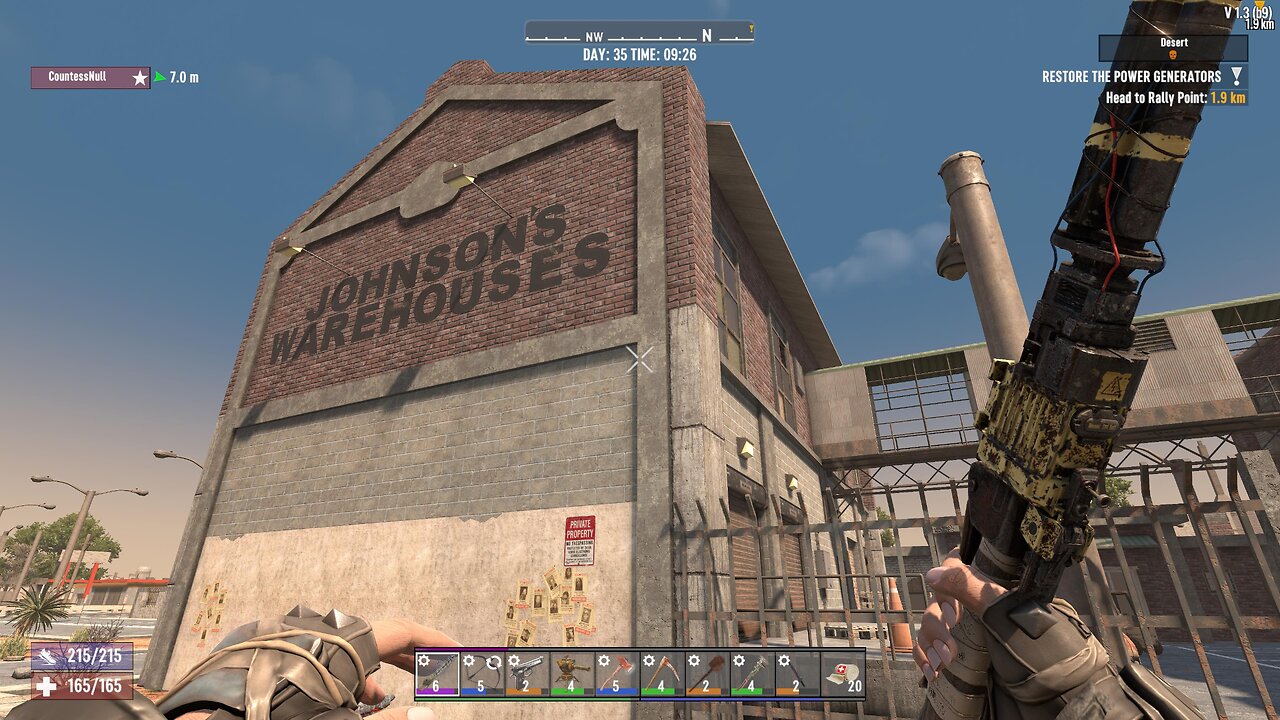 V 1.3 (b9)
1.9 km
NW
N
DAY: 35 TIME: 09:26
Desert
CountessNull
7.0 m
RESTORE THE POWER GENERATORS
Head to Rally Point: 1.9 km
JOHNSON'S
WAREHOUSES
PRIVATE
PROPERTY
NO TRESPASSING
215/215
165/165
6 5 2 4 5 4 2 4 2 20